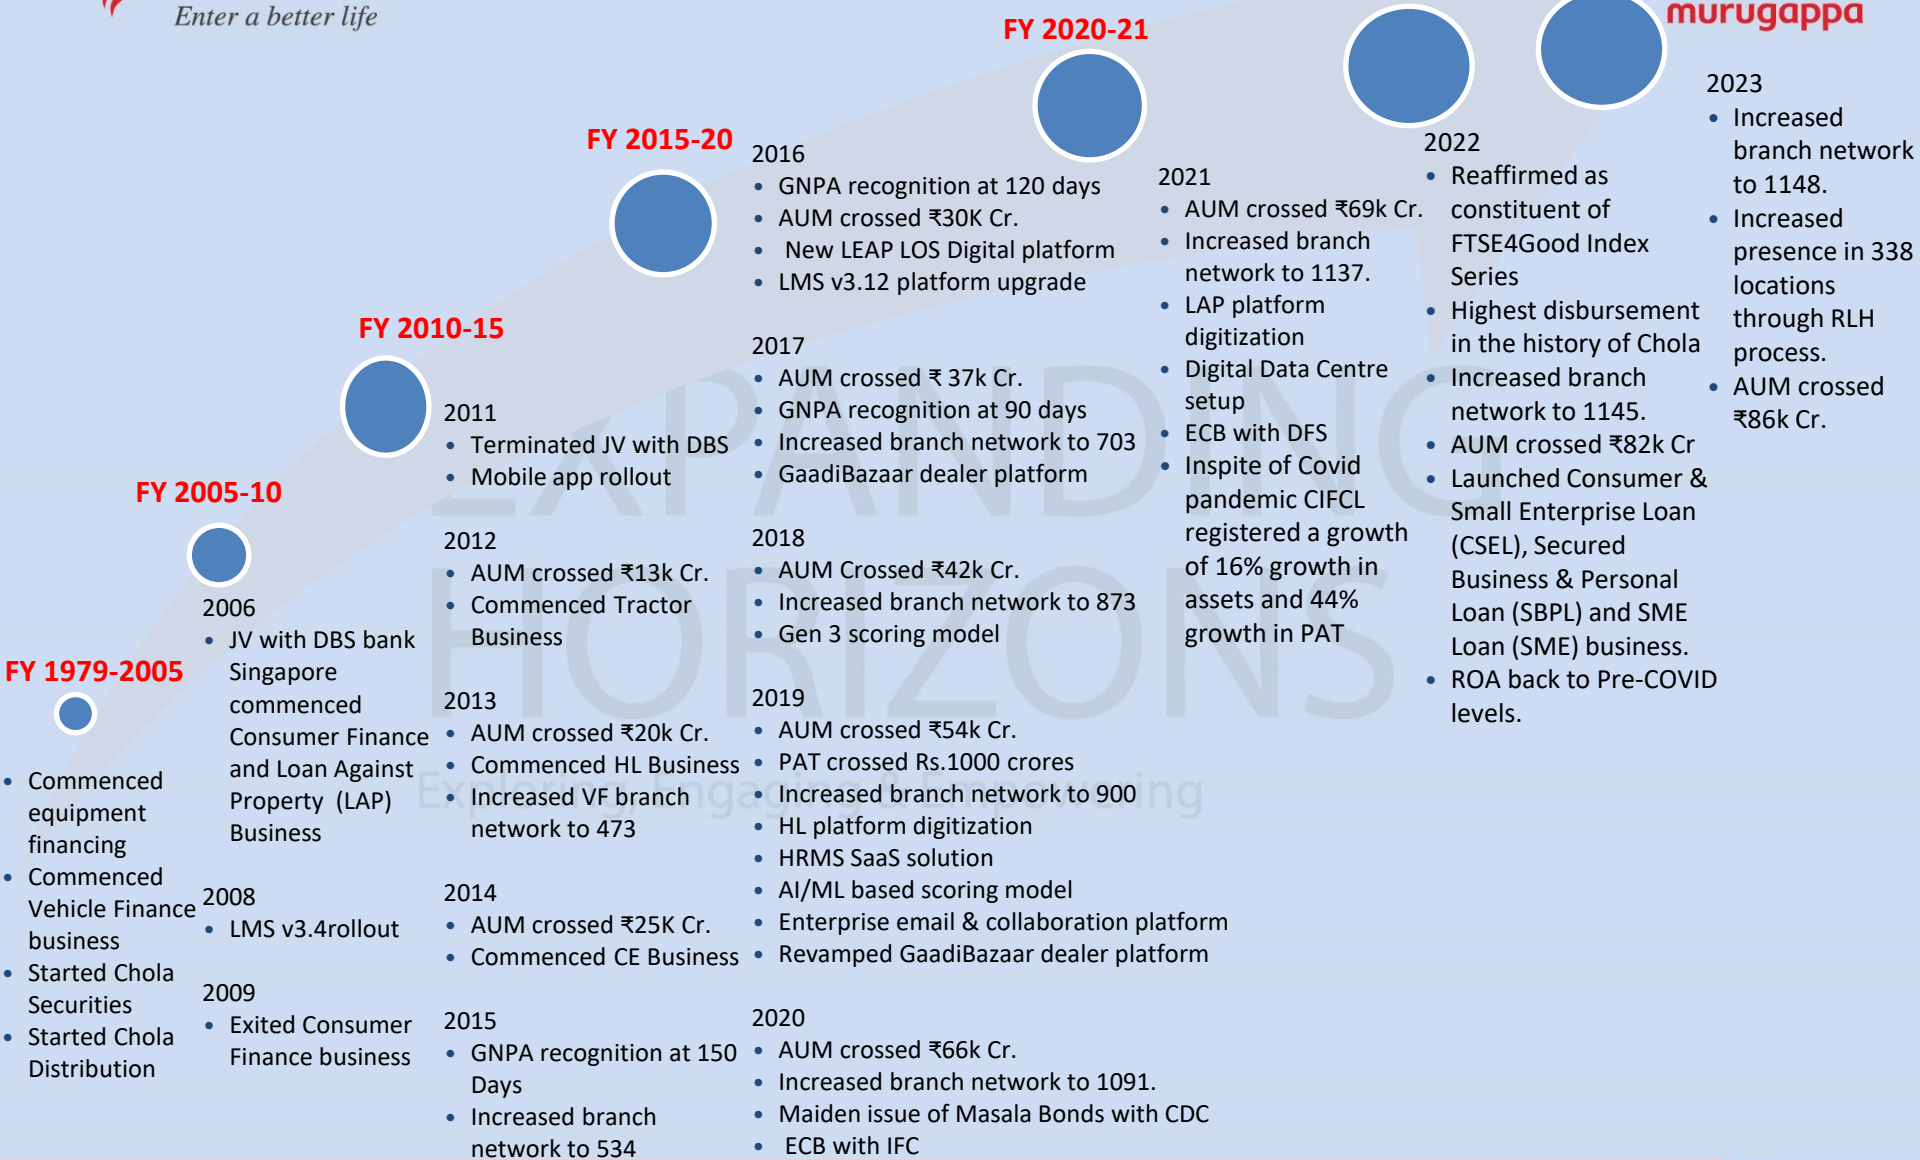 Enter a better life
murugappa
FY 1979-2005
• Commenced
equipment
financing
• Commenced
Vehicle Finance
business
• Started Chola
Securities
• Started Chola
Distribution
FY 2005-10
2006
• JV with DBS bank
Singapore
commenced
Consumer Finance
and Loan Against
Property (LAP)
Business
2008
• LMS v3.4rollout
2009
• Exited Consumer
Finance business
FY 2010-15
2011
• Terminated JV with DBS
• Mobile app rollout
2012
• AUM crossed ₹13k Cr.
• Commenced Tractor
Business
2013
• AUM crossed ₹20k Cr.
• Commenced HL Business
• Increased VF branch
network to 473
2014
• AUM crossed ₹25K Cr.
• Commenced CE Business
2015
• GNPA recognition at 150
Days
• Increased branch
network to 534
FY 2015-20
2016
• GNPA recognition at 120 days
• AUM crossed ₹30K Cr.
• New LEAP LOS Digital platform
• LMS v3.12 platform upgrade
2017
• AUM crossed ₹ 37k Cr.
• GNPA recognition at 90 days
• Increased branch network to 703
• GaadiBazaar dealer platform
2018
• AUM Crossed ₹42k Cr.
• Increased branch network to 873
• Gen 3 scoring model
2019
• AUM crossed ₹54k Cr.
• PAT crossed Rs.1000 crores
• Increased branch network to 900
• HL platform digitization
• HRMS SaaS solution
• AI/ML based scoring model
• Enterprise email & collaboration platform
• Revamped GaadiBazaar dealer platform
2020
• AUM crossed ₹66k Cr.
• Increased branch network to 1091.
• Maiden issue of Masala Bonds with CDC
• ECB with IFC
FY 2020-21
2021
• AUM crossed ₹69k Cr.
• Increased branch
network to 1137.
• LAP platform
digitization
• Digital Data Centre
setup
• ECB with DFS
• Inspite of Covid
pandemic CIFCL
registered a growth
of 16% growth in
assets and 44%
growth in PAT
2022
• Reaffirmed as
constituent of
FTSE4Good Index
Series
• Highest disbursement
in the history of Chola
• Increased branch
network to 1145.
• AUM crossed ₹82k Cr
• Launched Consumer &
Small Enterprise Loan
(CSEL), Secured
Business & Personal
Loan (SBPL) and SME
Loan (SME) business.
• ROA back to Pre-COVID
levels.
2023
• Increased
branch network
to 1148.
• Increased
presence in 338
locations
through RLH
process.
• AUM crossed
₹86k Cr.
EXPANDING
HORIZONS
Exploring, Engaging & Empowering